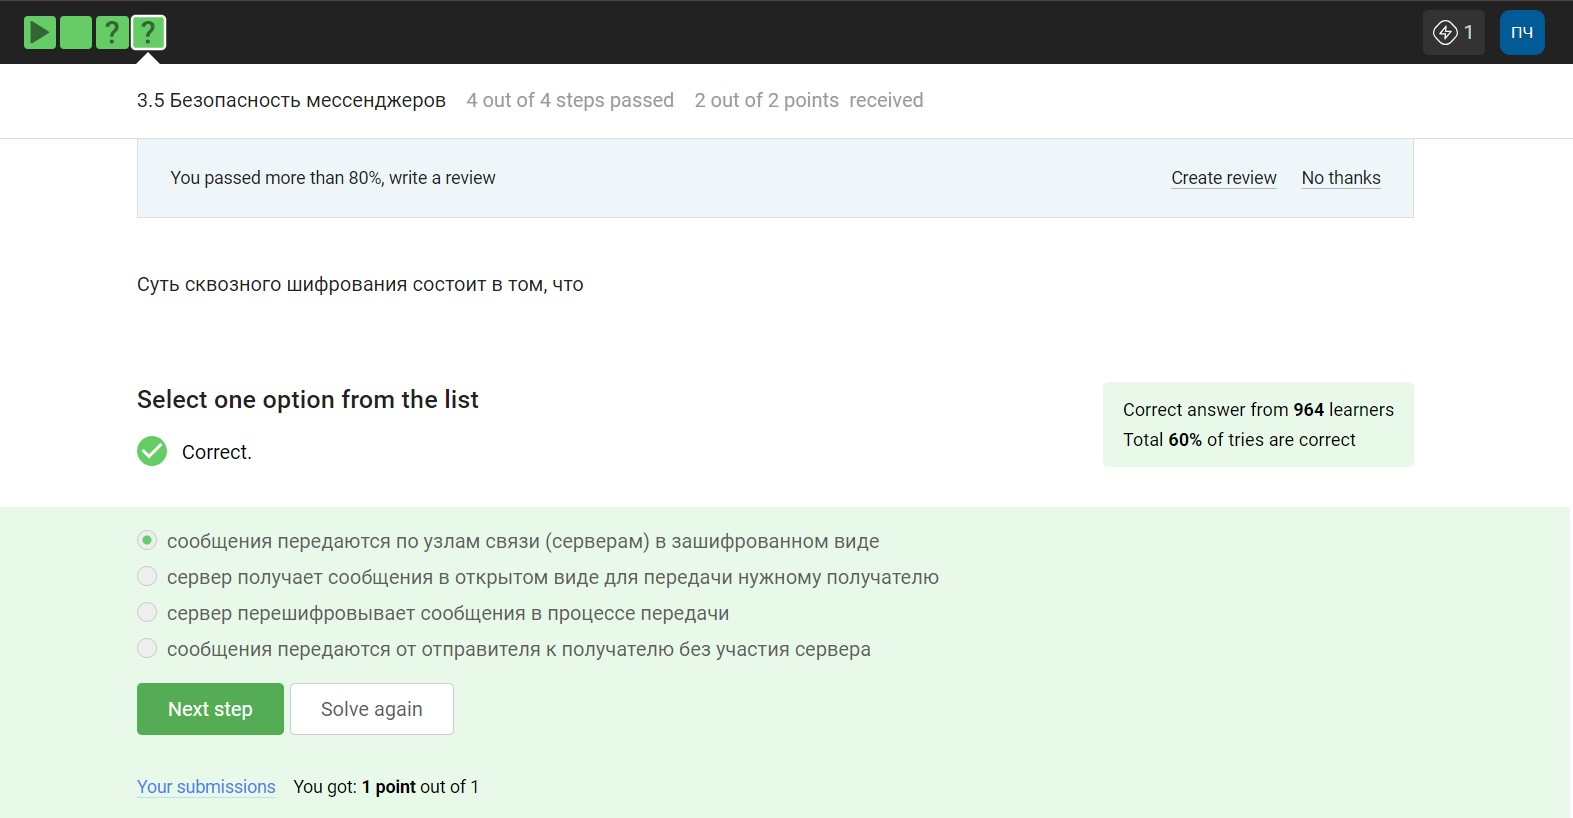 ? ?
1 ПЧ
3.5 Безопасность мессенджеров 4 out of 4 steps passed 2 out of 2 points received
You passed more than 80%, write a review Create review No thanks
Суть сквозного шифрования состоит в том, что
Select one option from the list
Correct answer from 964 learners
Total 60% of tries are correct
Correct.
сообщения передаются по узлам связи (серверам) в зашифрованном виде
сервер получает сообщения в открытом виде для передачи нужному получателю
сервер перешифровывает сообщения в процессе передачи
сообщения передаются от отправителя к получателю без участия сервера
Next step Solve again
Your submissions You got: 1 point out of 1